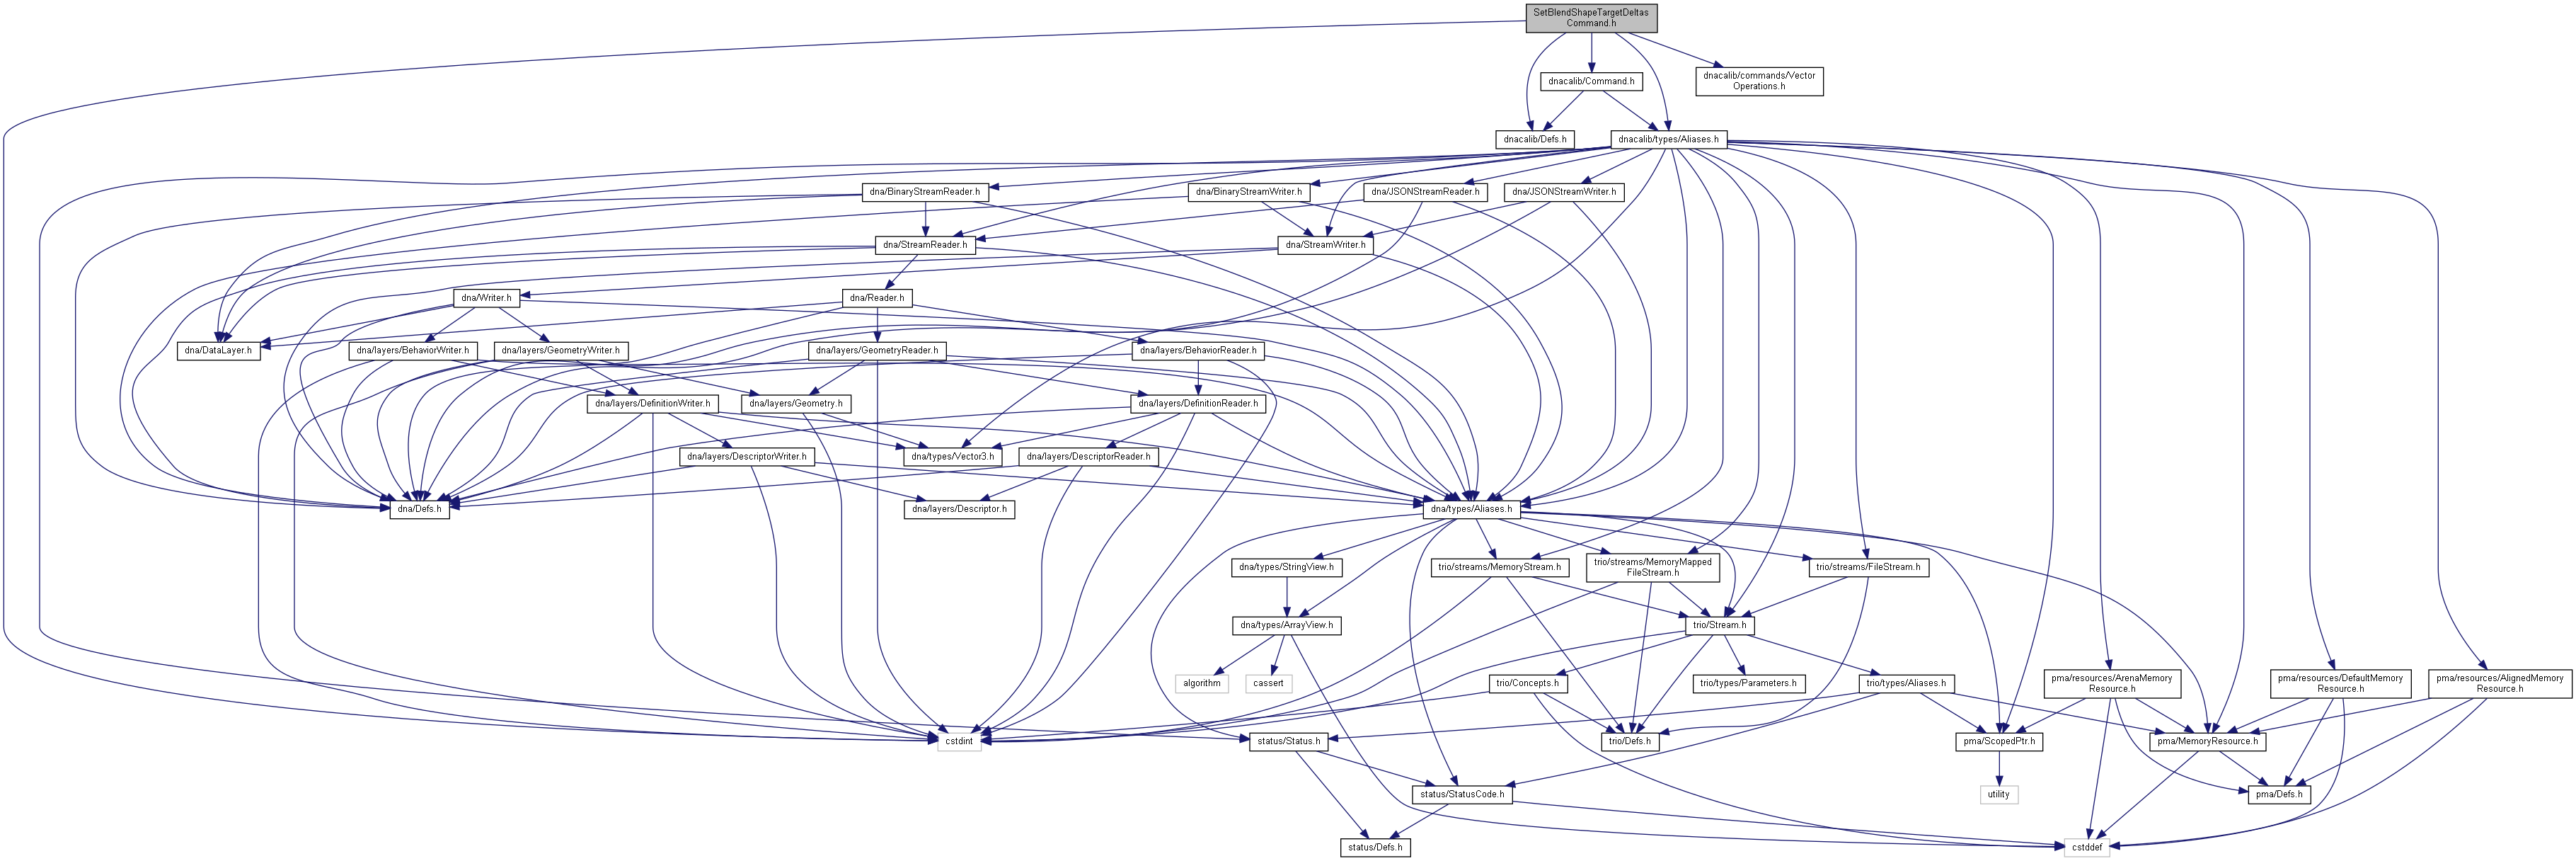 SetBlendShapeTargetDeltas
Command.h
dnacalib/Command.h
dnacalib/commands/Vector
Operations.h
dnacalib/Defs.h
dnacalib/types/Aliases.h
dna/BinaryStreamReader.h
dna/BinaryStreamWriter.h
dna/JSONStreamReader.h
dna/JSONStreamWriter.h
dna/StreamReader.h
dna/StreamWriter.h
dna/Writer.h
dna/Reader.h
dna/DataLayer.h
dna/layers/BehaviorWriter.h
dna/layers/GeometryWriter.h
dna/layers/GeometryReader.h
dna/layers/BehaviorReader.h
dna/layers/DefinitionWriter.h
dna/layers/Geometry.h
dna/layers/DefinitionReader.h
dna/layers/DescriptorWriter.h
dna/types/Vector3.h
dna/layers/DescriptorReader.h
dna/Defs.h
dna/layers/Descriptor.h
dna/types/Aliases.h
dna/types/StringView.h
trio/streams/MemoryStream.h
trio/streams/MemoryMapped
FileStream.h
trio/streams/FileStream.h
dna/types/ArrayView.h
trio/Stream.h
algorithm
cassert
trio/Concepts.h
trio/types/Parameters.h
trio/types/Aliases.h
pma/resources/ArenaMemory
Resource.h
pma/resources/DefaultMemory
Resource.h
pma/resources/AlignedMemory
Resource.h
cstdint
status/Status.h
trio/Defs.h
pma/ScopedPtr.h
pma/MemoryResource.h
status/StatusCode.h
utility
pma/Defs.h
status/Defs.h
cstddef